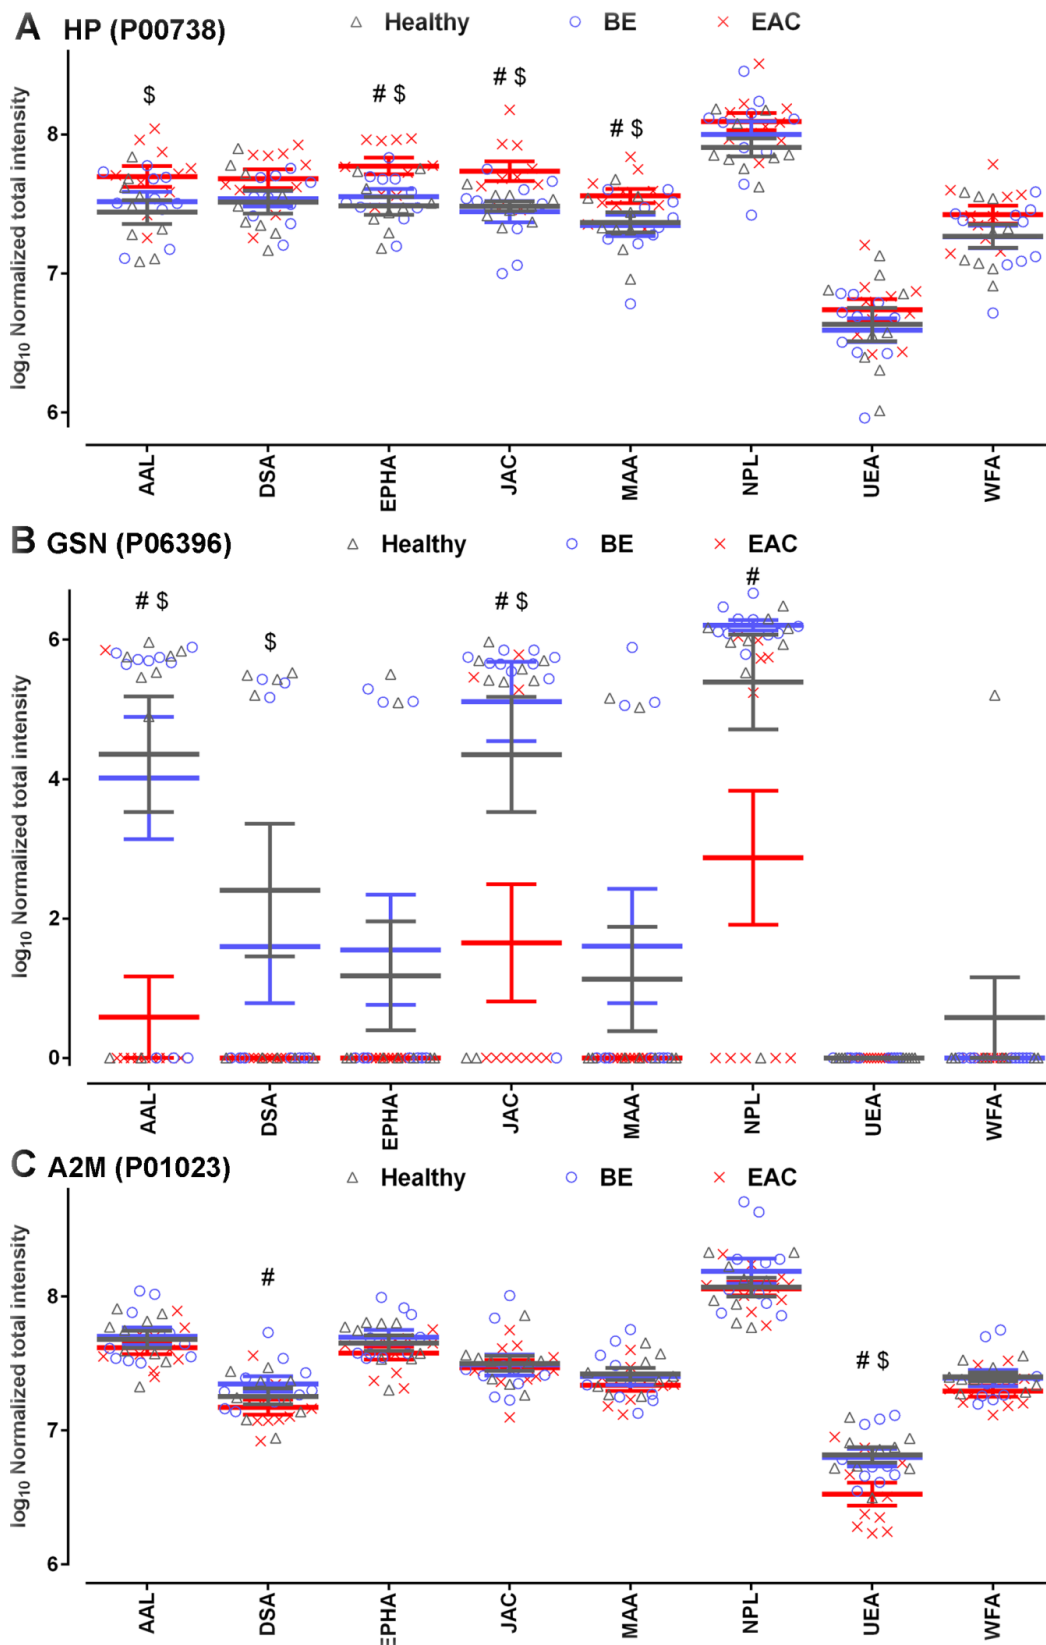 A HP (P00738) Healthy BE EAC
log10 Normalized total intensity
8
7
6
$ # $ # $ # $
AAL DSA EPHA JAC MAA NPL UEA WFA
B GSN (P06396) Healthy BE EAC
log10 Normalized total intensity
6
4
2
0
# $ $ # $ #
AAL DSA EPHA JAC MAA NPL UEA WFA
C A2M (P01023) Healthy BE EAC
log10 Normalized total intensity
8
7
6
# # $
AAL DSA EPHA JAC MAA NPL UEA WFA